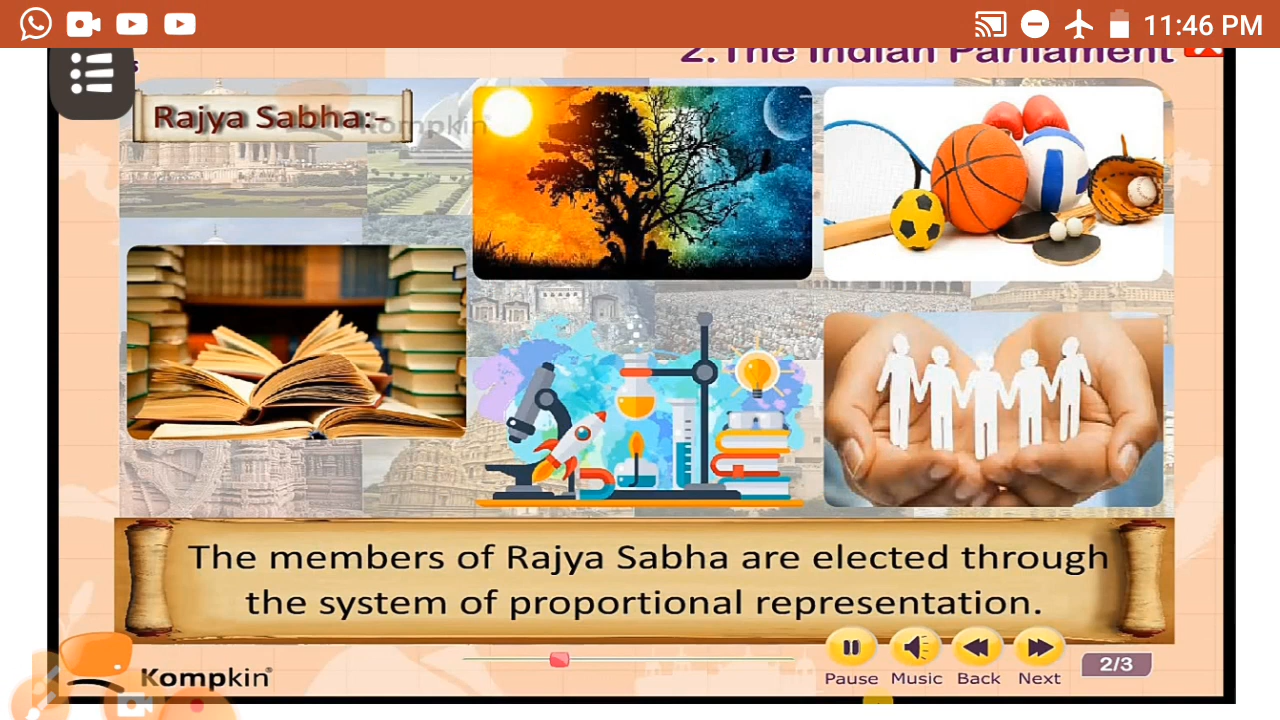 11:46 PM
2.The Indian Parliament
Rajya Sabha:-
Kompkin
The members of Rajya Sabha are elected through
the system of proportional representation.
Pause Music Back Next
2/3
Kompkin